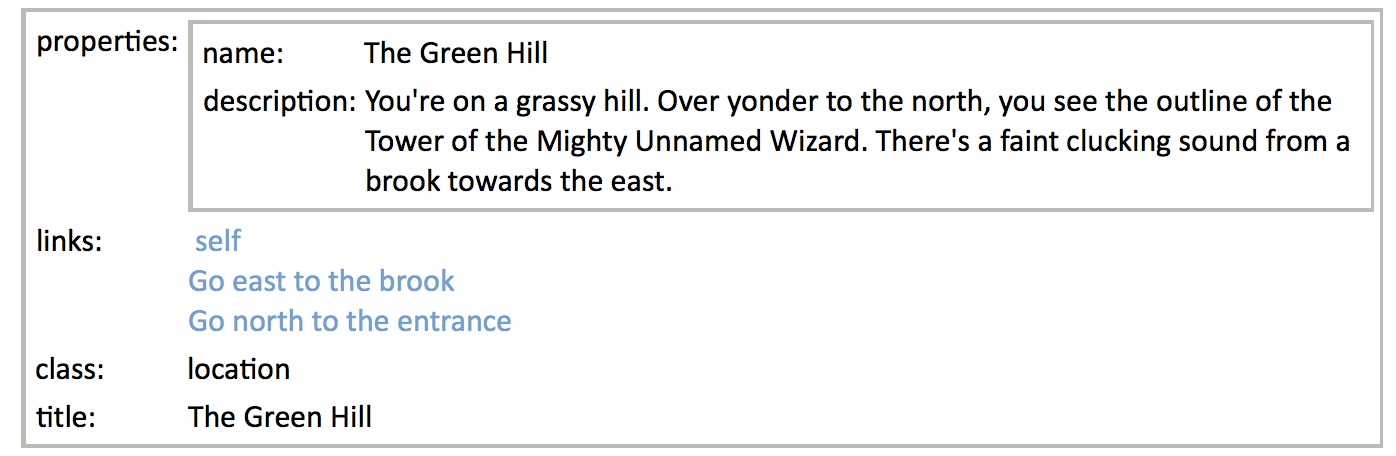 properties:
name: The Green Hill
description: You're on a grassy hill. Over yonder to the north, you see the outline of the
Tower of the Mighty Unnamed Wizard. There's a faint clucking sound from a
brook towards the east.
links: self
Go east to the brook
Go north to the entrance
class: location
title: The Green Hill